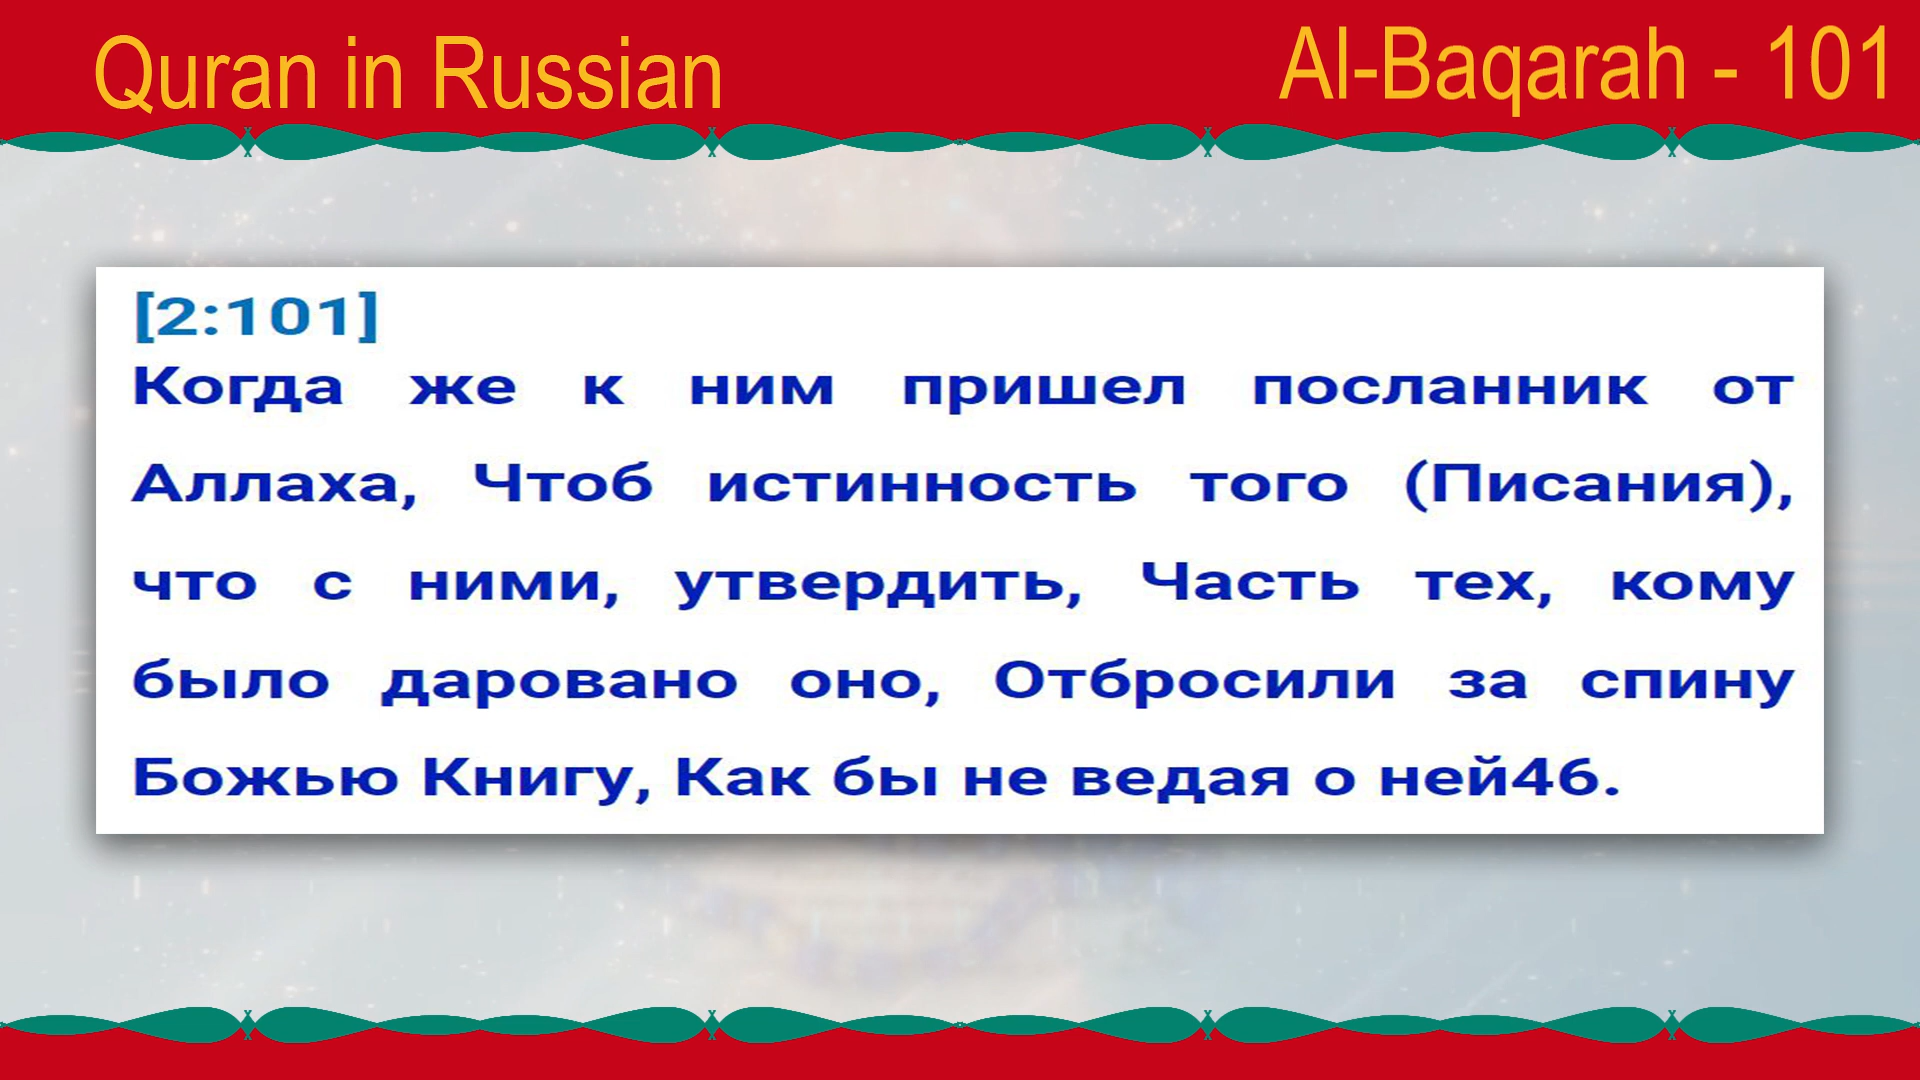 Quran in Russian
Al-Baqarah - 101
[2:101]
Когда же к ним пришел посланник от
Аллаха, Чтоб истинность того (Писания),
что с ними, утвердить, Часть тех, кому
было даровано оно, Отбросили за спину
Божью Книгу, Как бы не ведая о ней46.